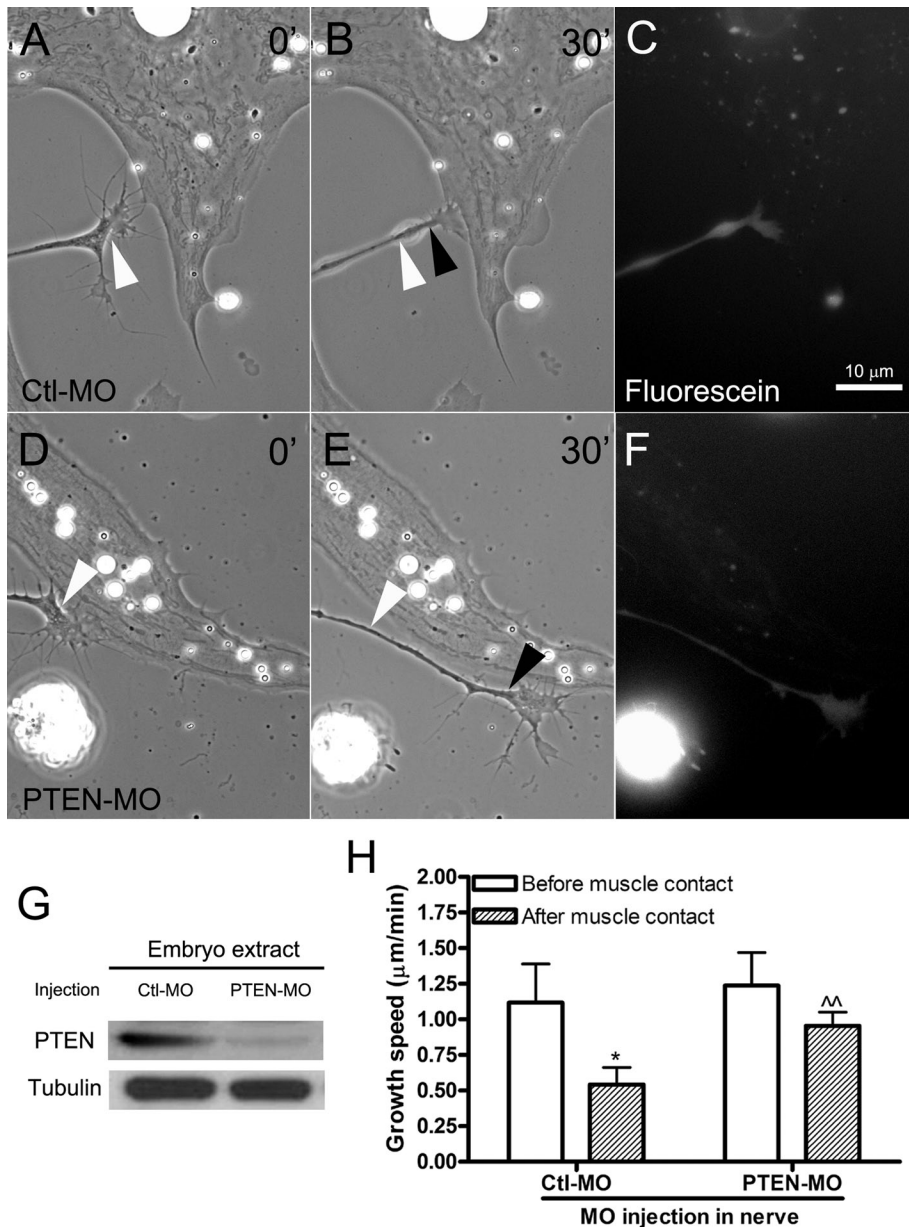 A 0’ B 30’ C
Ctl-MO Fluorescein 10 µm
D 0’ E 30’ F
PTEN-MO
G
Embryo extract
Injection Ctl-MO PTEN-MO
PTEN
Tubulin
H
Before muscle contact
After muscle contact
Growth speed (µm/min)
2.00
1.75
1.50
1.25
1.00
0.75
0.50
0.25
0.00
*
^^
Ctl-MO PTEN-MO
MO injection in nerve